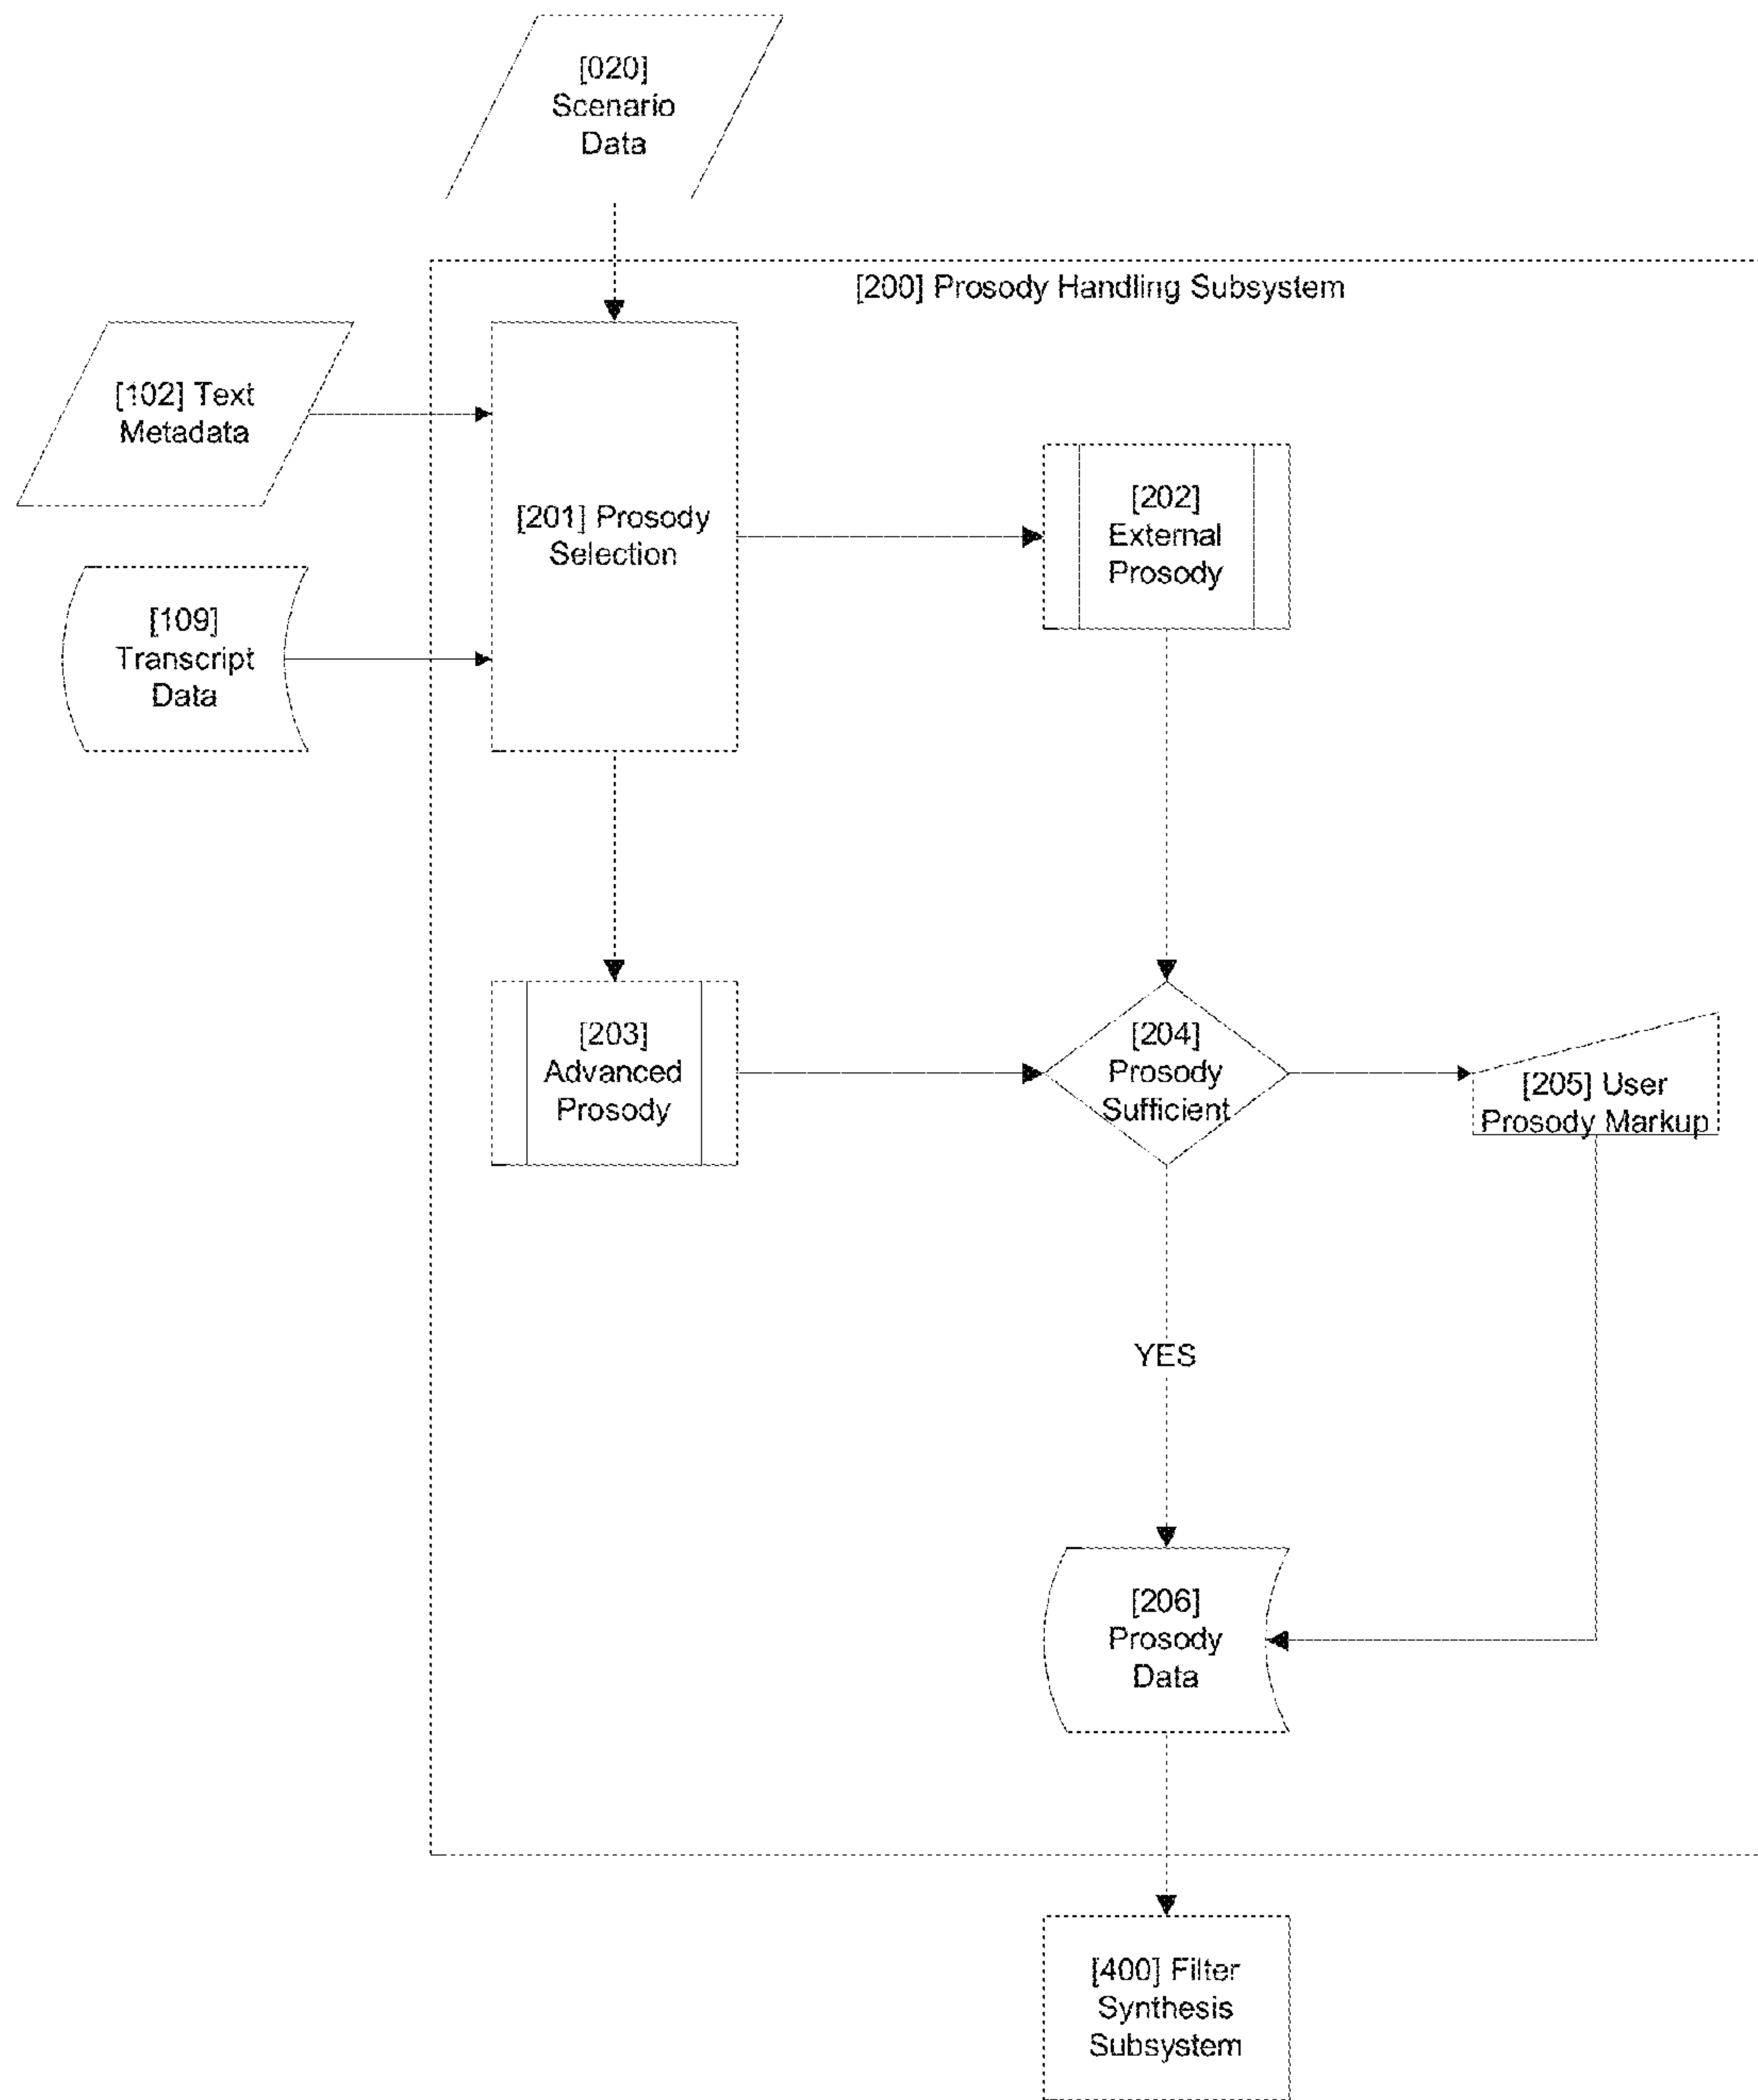 [020]
Scenario
Data
[200] Prosody Handling Subsystem
[102] Text
Metadata
[201] Prosody
Selection
[202]
External
Prosody
[109]
Transcript
Data
[203]
Advanced
Prosody
[204]
Prosody
Sufficient
[205] User
Prosody Markup
YES
[206]
Prosody
Data
[400] Filter
Synthesis
Subsystem